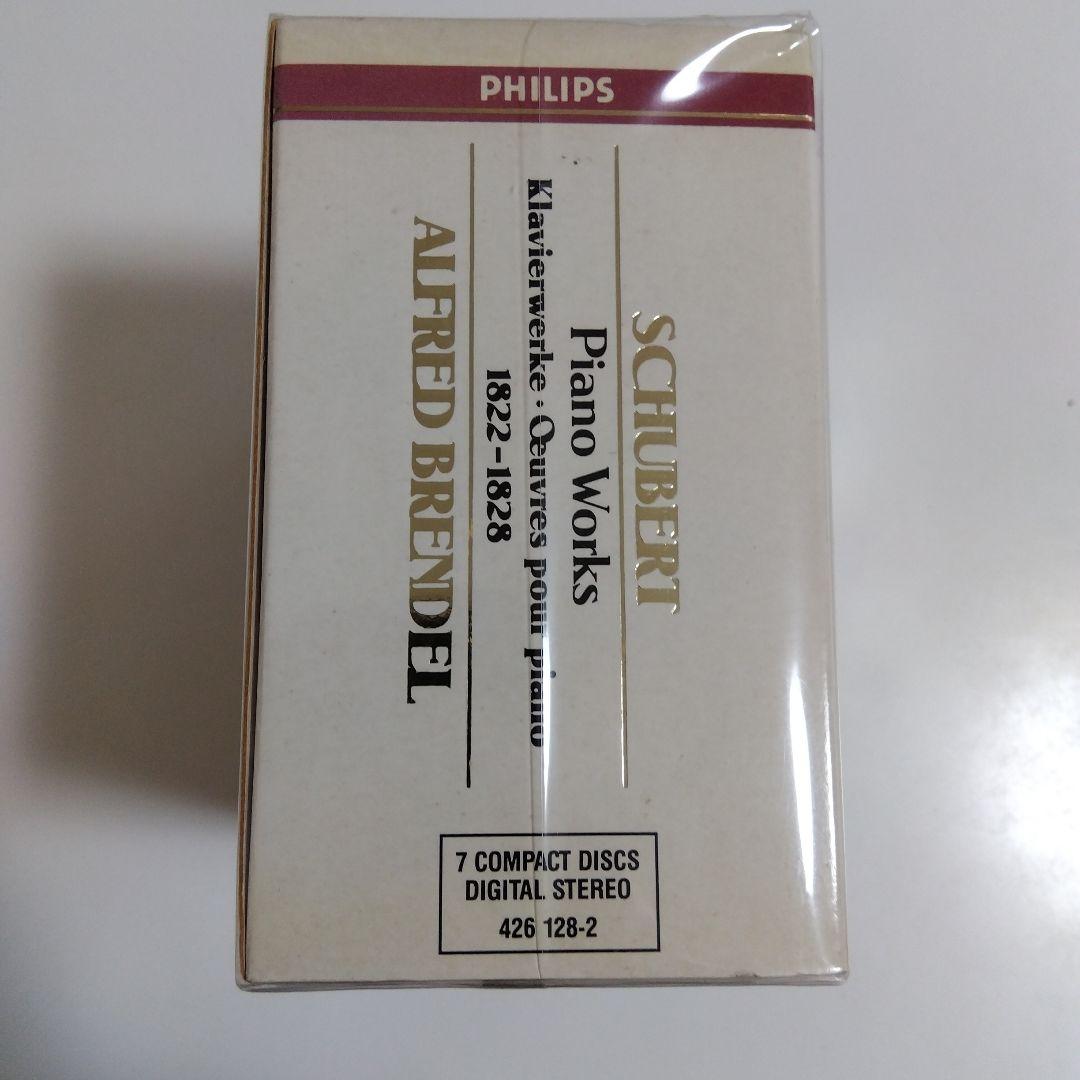 PHILIPS
SCHUBERT
Piano Works
Klavierwerke · Œuvres pour piano
1822-1828
ALFRED BRENDEL
7 COMPACT DISCS
DIGITAL STEREO
426 128-2